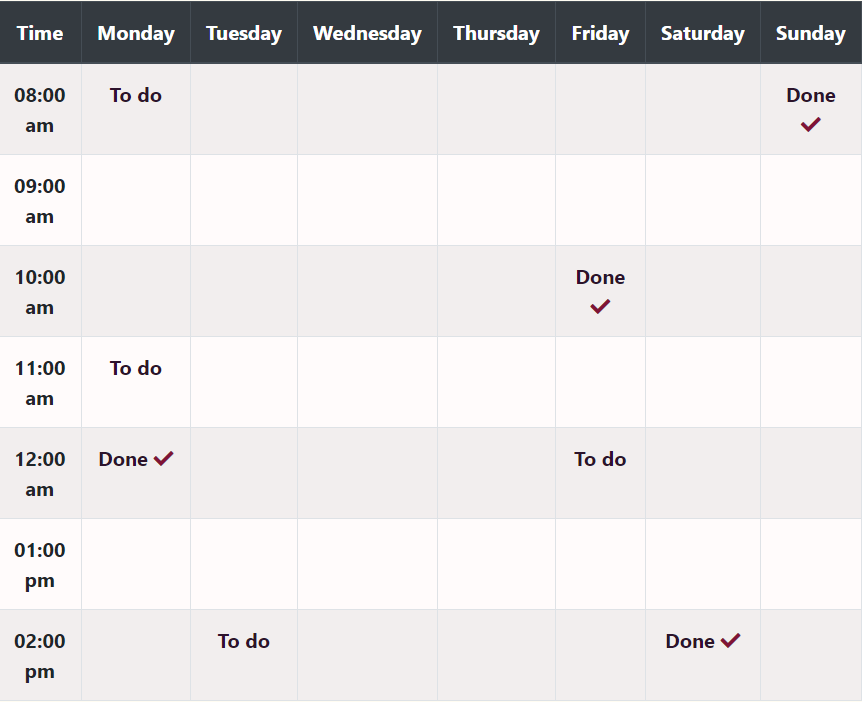 Time Monday Tuesday Wednesday Thursday Friday Saturday Sunday
08:00 To do Done
am
09:00
am
10:00 Done
am
11:00 To do
am
12:00 Done To do
am
01:00
pm
02:00 To do Done
pm